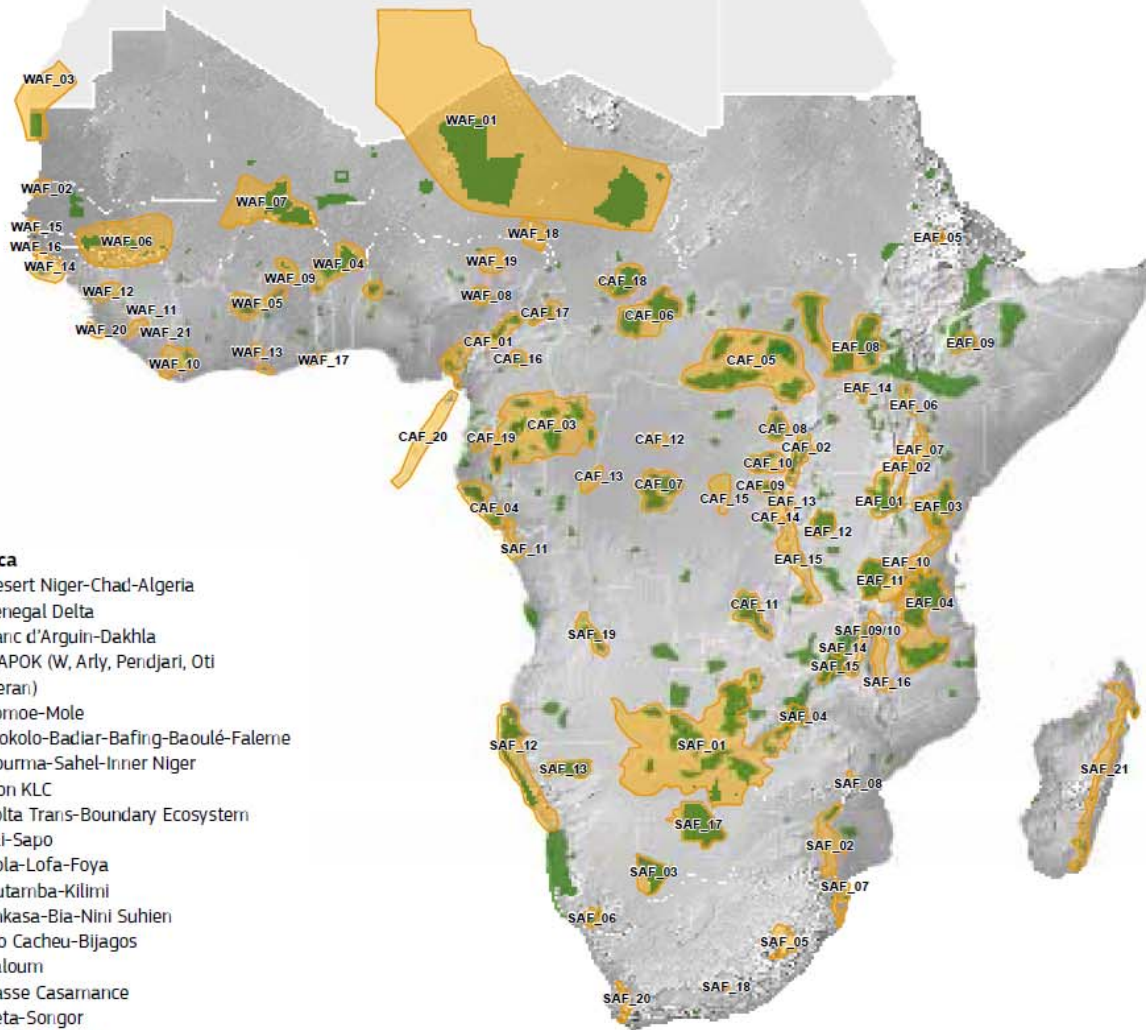 WAF_03
WAF_01
WAF_02
WAF_07
WAF_15
WAF_16
WAF_06
WAF_18
EAF_05
WAF_14
WAF_09
WAF_04
WAF_19
CAF_18
WAF_12
WAF_11
WAF_05
WAF_08
CAF_17
CAF_06
WAF_20
WAF_21
WAF_10
WAF_13
WAF_17
CAF_01
CAF_16
CAF_05
EAF_08
EAF_09
EAF_14
EAF_06
CAF_20
CAF_19
CAF_03
CAF_12
CAF_08
CAF_02
EAF_07
EAF_02
CAF_10
CAF_13
CAF_07
CAF_15
CAF_09
EAF_13
EAF_01
EAF_03
CAF_04
CAF_14
EAF_12
SAF_11
EAF_15
EAF_10
EAF_11
EAF_04
CAF_11
SAF_19
SAF_09/10
SAF_14
SAF_15
SAF_16
SAF_04
SAF_12
SAF_01
SAF_13
SAF_08
SAF_21
SAF_17
SAF_02
SAF_03
SAF_07
SAF_06
SAF_05
SAF_18
SAF_20
ica
esert Niger-Chad-Algeria
enegal Delta
anc d'Arguin-Dakhla
APOK (W, Arly, Pendjari, Oti
eran)
omoe-Mole
okolo-Badiar-Bafing-Baoulé-Faleme
ourma-Sahel-Inner Niger
on KLC
olta Trans-Boundary Ecosystem
i-Sapo
ola-Lofa-Foya
utamba-Kilimi
nkasa-Bia-Nini Suhien
o Cacheu-Bijagos
aloum
asse Casamance
eta-Songor